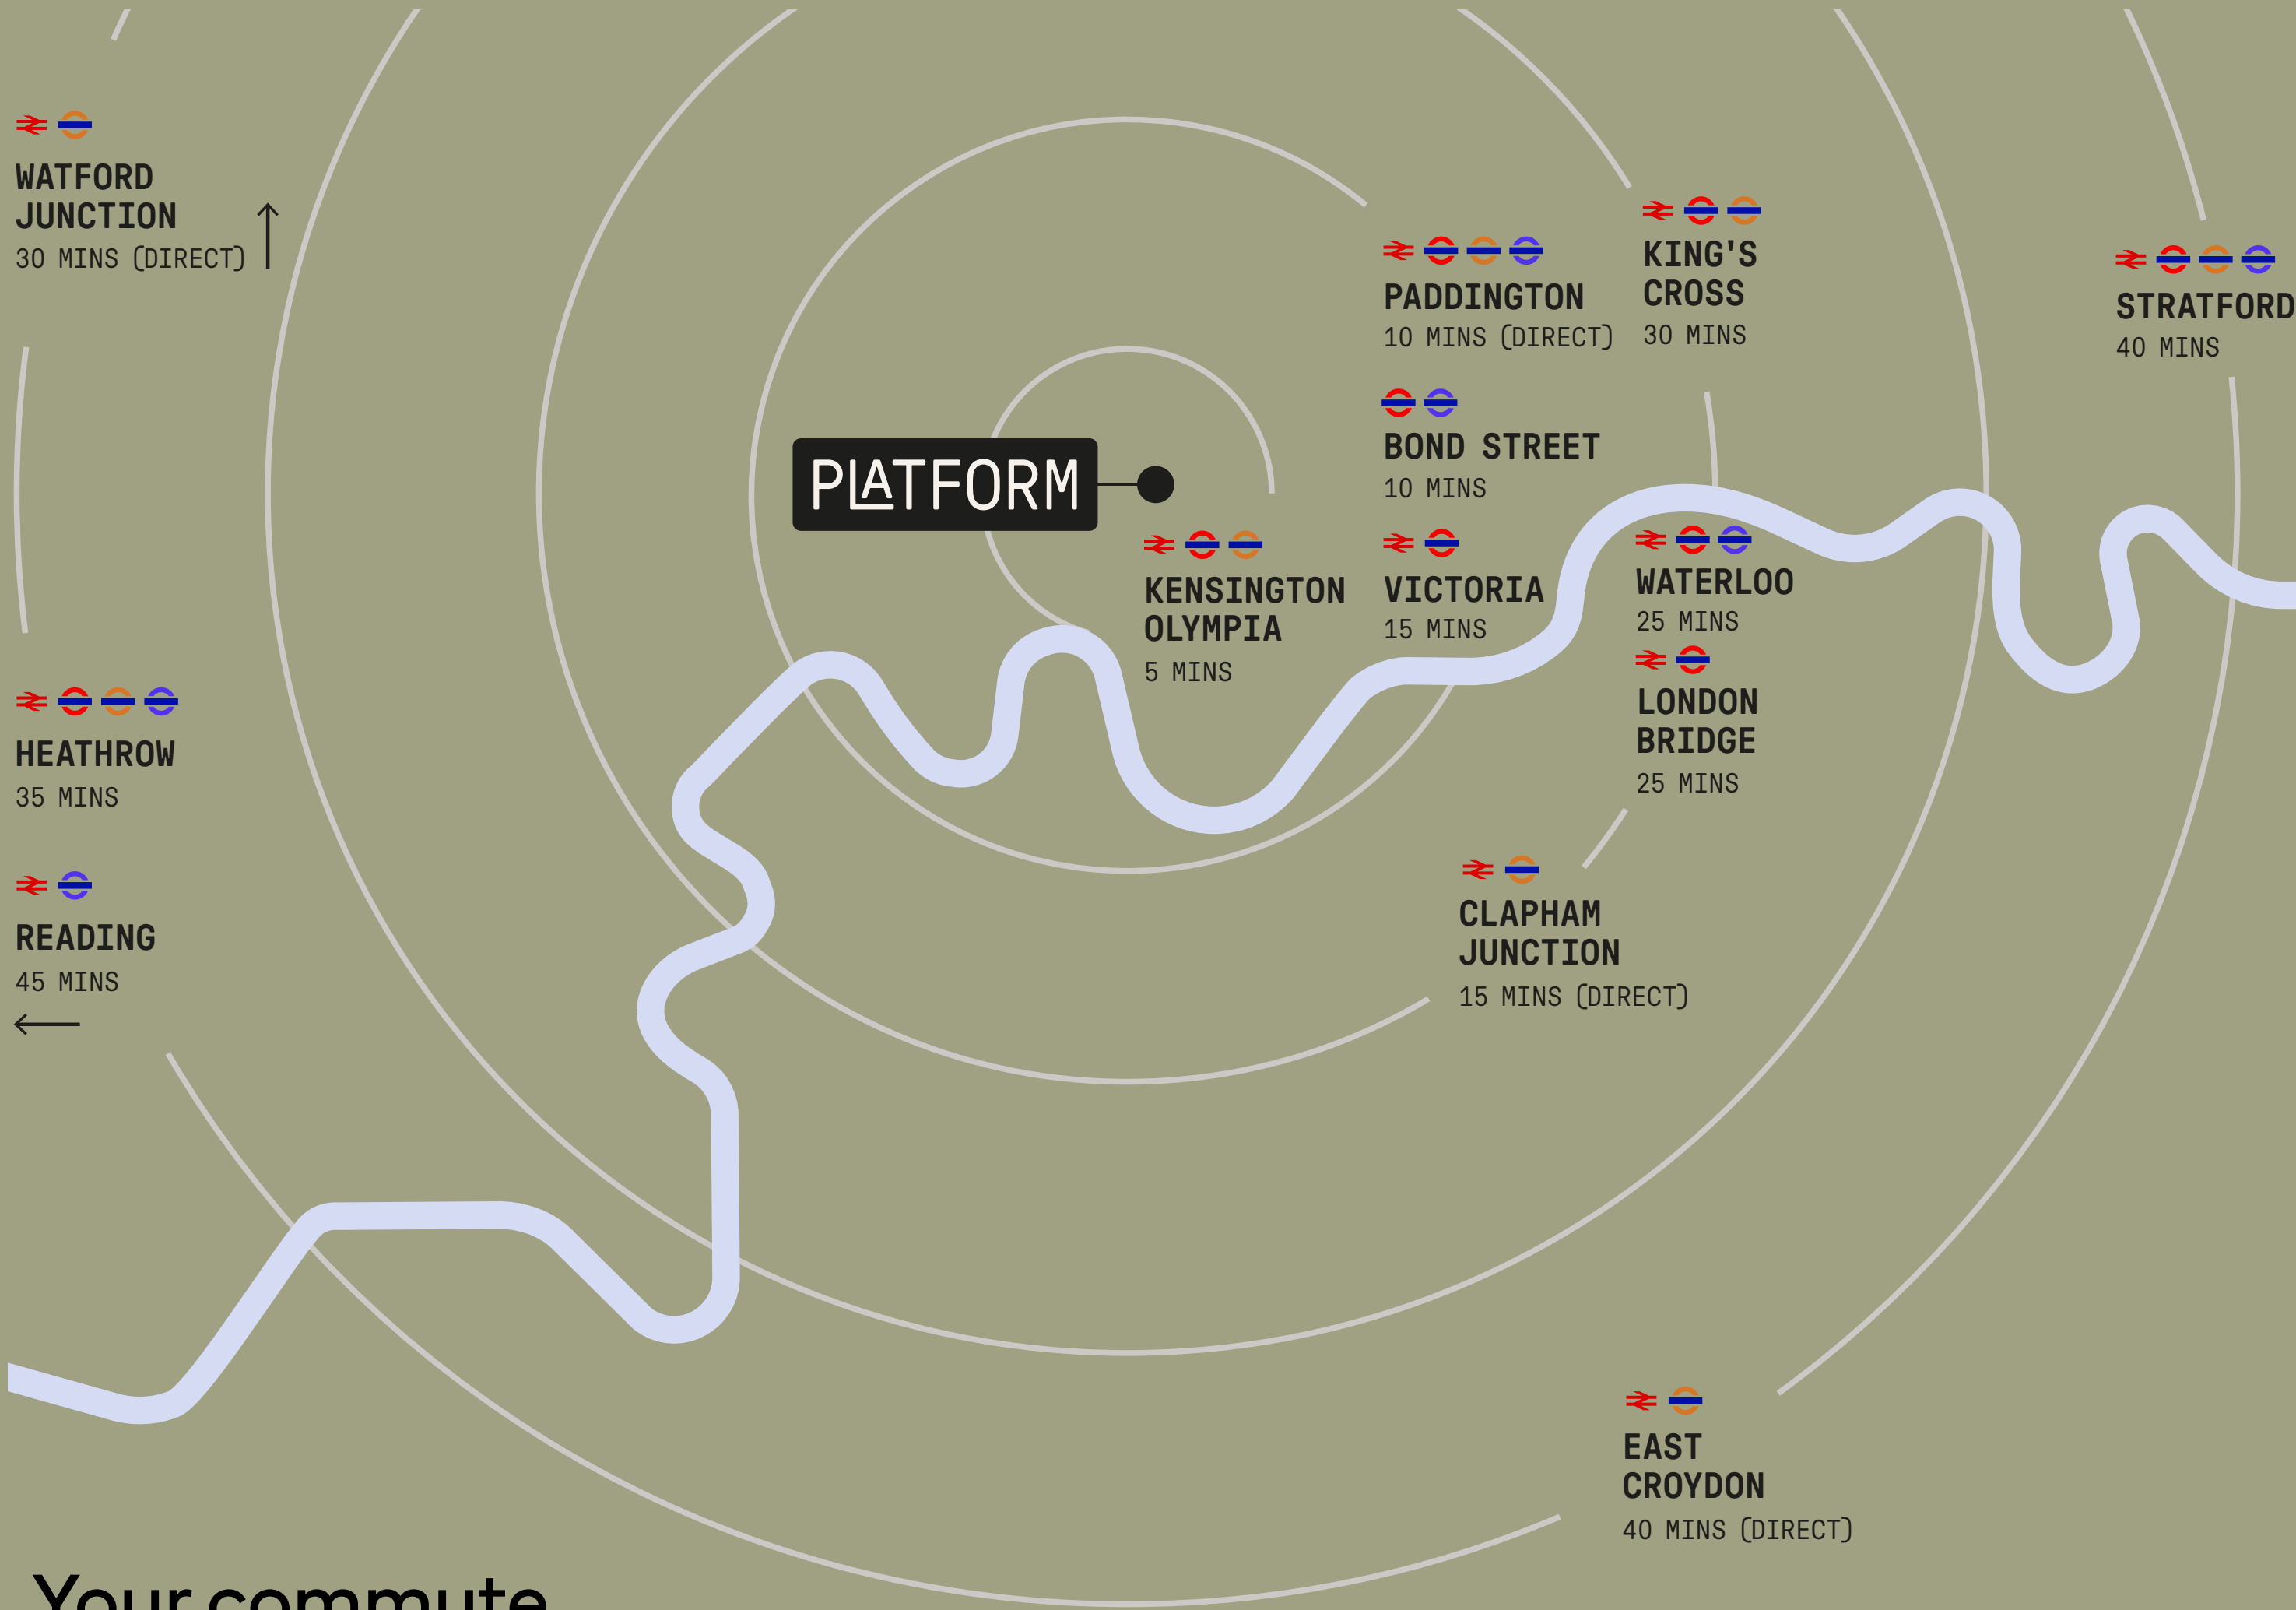 WATFORD
JUNCTION
30 MINS (DIRECT)
HEATHROW
35 MINS
READING
45 MINS
PLATFORM
KENSINGTON
OLYMPIA
5 MINS
PADDINGTON
10 MINS (DIRECT)
BOND STREET
10 MINS
VICTORIA
15 MINS
KING'S
CROSS
30 MINS
WATERLOO
25 MINS
LONDON
BRIDGE
25 MINS
CLAPHAM
JUNCTION
15 MINS (DIRECT)
STRATFORD
40 MINS
EAST
CROYDON
40 MINS (DIRECT)
Your commute